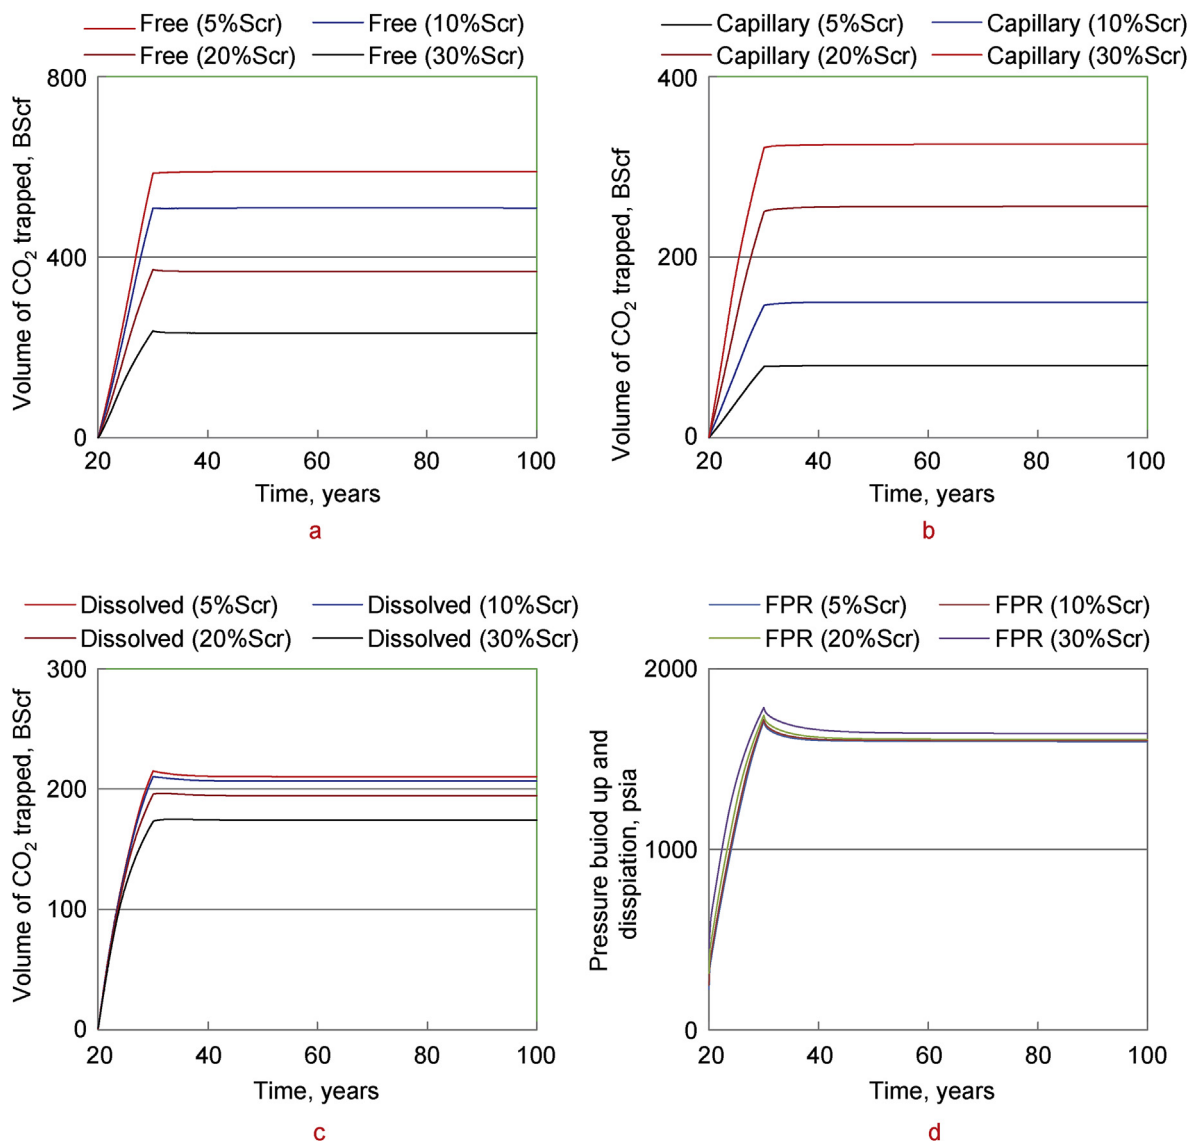 Free (5%Scr) Free (10%Scr)
Free (20%Scr) Free (30%Scr)
800
400
0
20 40 60 80 100
Volume of CO2 trapped, BScf
Time, years
a
Capillary (5%Scr) Capillary (10%Scr)
Capillary (20%Scr) Capillary (30%Scr)
400
200
0
20 40 60 80 100
Volume of CO2 trapped, BScf
Time, years
b
Dissolved (5%Scr) Dissolved (10%Scr)
Dissolved (20%Scr) Dissolved (30%Scr)
300
200
100
0
20 40 60 80 100
Volume of CO2 trapped, BScf
Time, years
c
FPR (5%Scr) FPR (10%Scr)
FPR (20%Scr) FPR (30%Scr)
2000
1000
0
20 40 60 80 100
Pressure buiod up and
disspiation, psia
Time, years
d